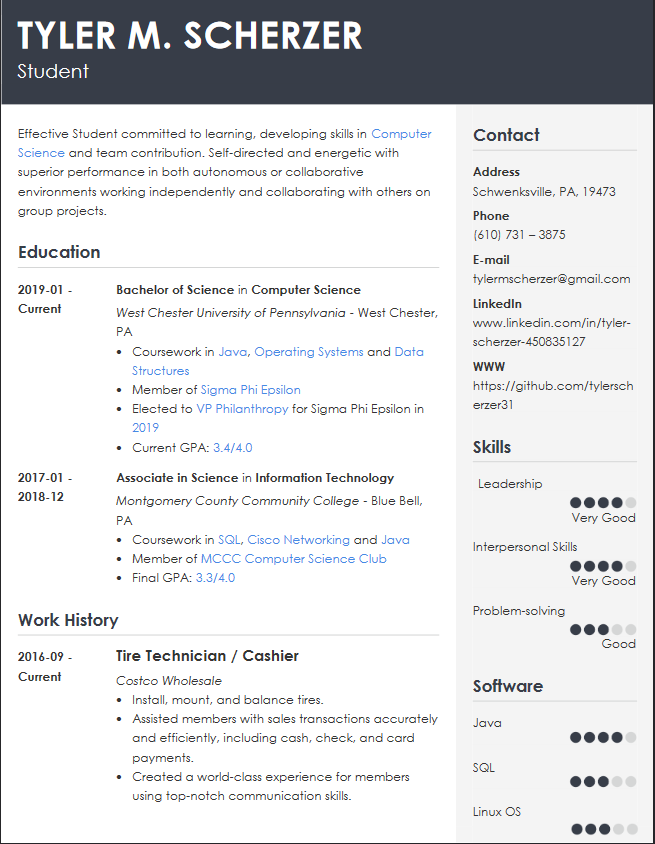 TYLER M. SCHERZER
Student
Effective Student committed to learning, developing skills in Computer
Science and team contribution. Self-directed and energetic with
superior performance in both autonomous or collaborative
environments working independently and collaborating with others on
group projects.
Education
2019-01 -
Current
Bachelor of Science in Computer Science
West Chester University of Pennsylvania - West Chester,
PA
• Coursework in Java, Operating Systems and Data
Structures
• Member of Sigma Phi Epsilon
• Elected to VP Philanthropy for Sigma Phi Epsilon in
2019
• Current GPA: 3.4/4.0
2017-01 -
2018-12
Associate in Science in Information Technology
Montgomery County Community College - Blue Bell,
PA
• Coursework in SQL, Cisco Networking and Java
• Member of MCCC Computer Science Club
• Final GPA: 3.3/4.0
Work History
2016-09 -
Current
Tire Technician / Cashier
Costco Wholesale
• Install, mount, and balance tires.
• Assisted members with sales transactions accurately
and efficiently, including cash, check, and card
payments.
• Created a world-class experience for members
using top-notch communication skills.
Contact
Address
Schwenksville, PA, 19473
Phone
(610) 731 – 3875
E-mail
tylermscherzer@gmail.com
LinkedIn
www.linkedin.com/in/tyler-
scherzer-450835127
WWW
https://github.com/tylersch
erzer31
Skills
Leadership
Very Good
Interpersonal Skills
Very Good
Problem-solving
Good
Software
Java
SQL
Linux OS